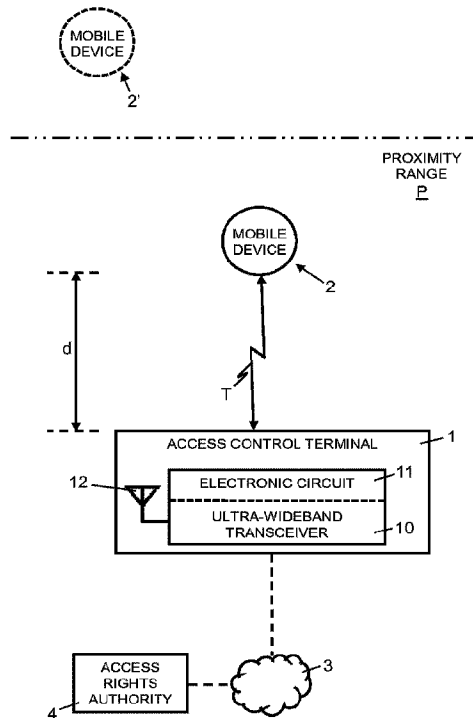 MOBILE
DEVICE
2'
PROXIMITY
RANGE
P
MOBILE
DEVICE
2
d
T
1
ACCESS CONTROL TERMINAL
12
ELECTRONIC CIRCUIT
11
ULTRA-WIDEBAND
TRANSCEIVER
10
3
ACCESS
RIGHTS
AUTHORITY
4